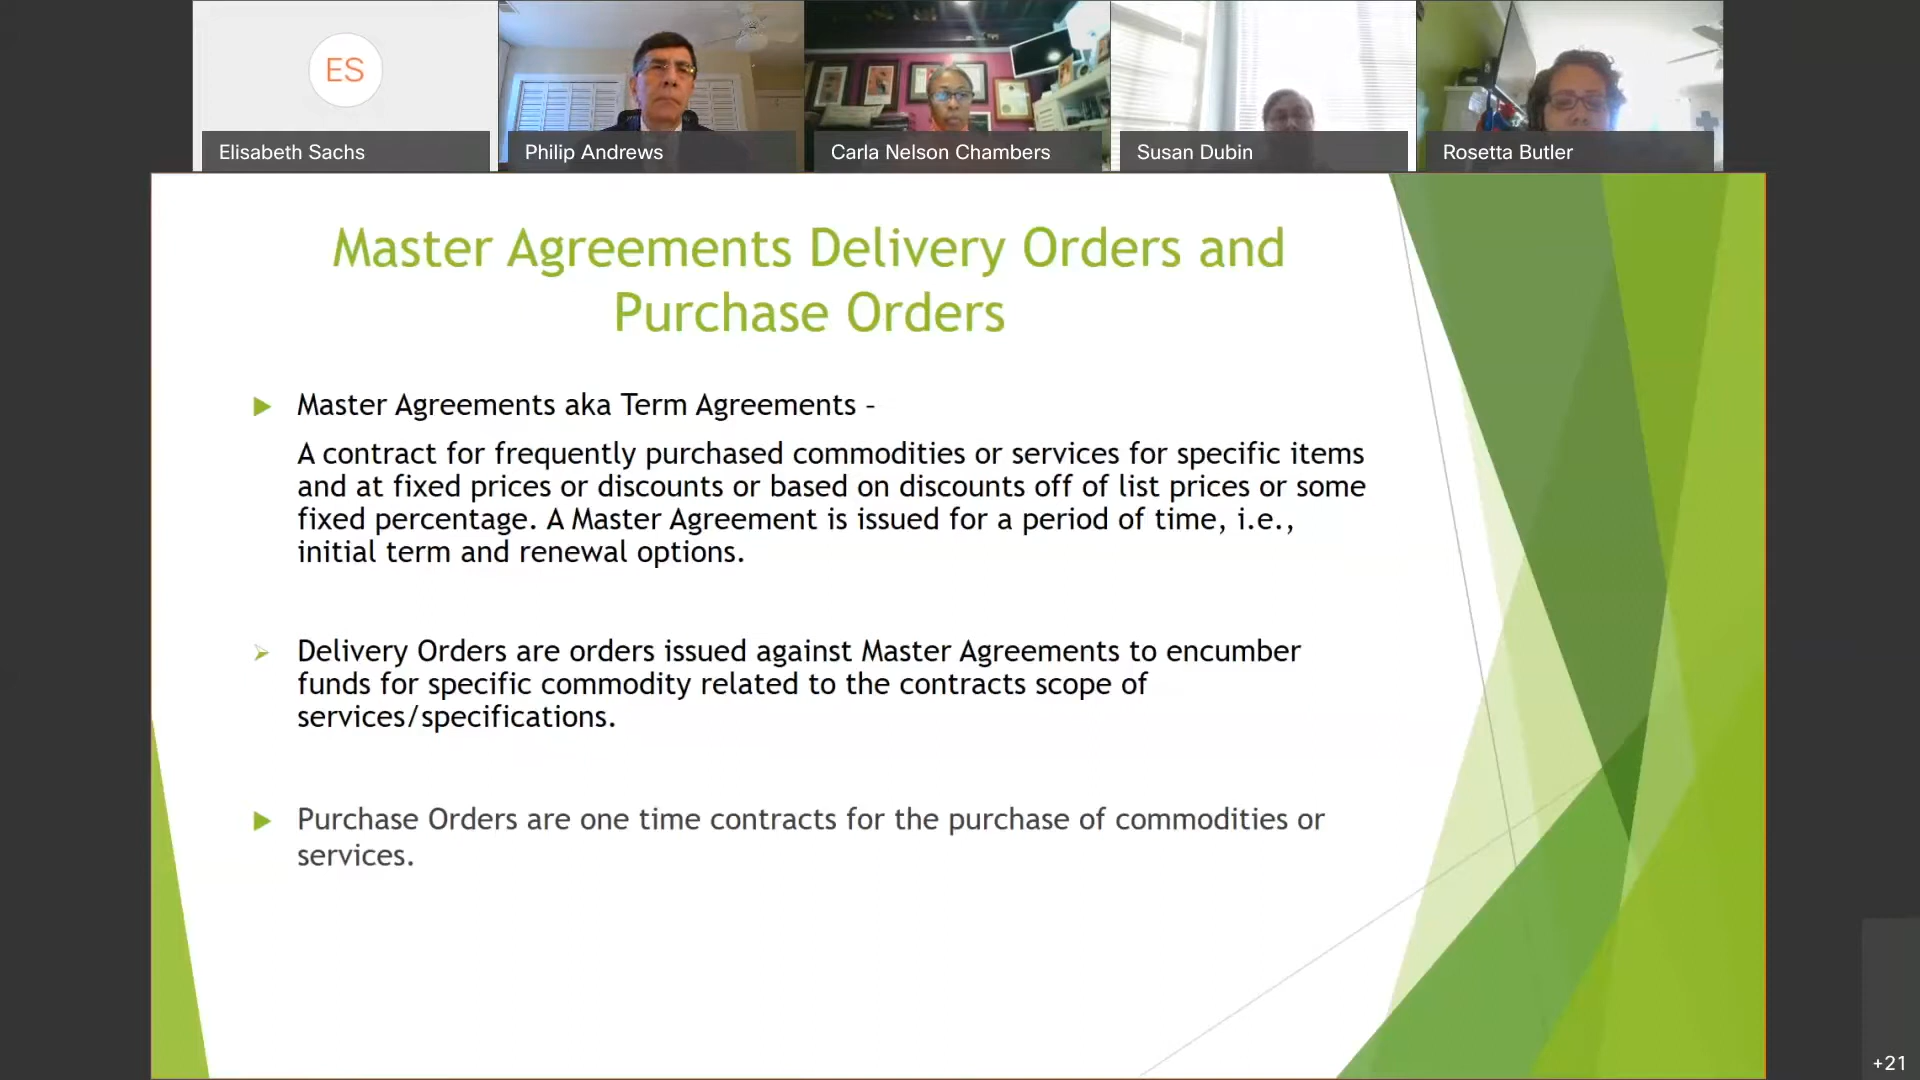 ES
Elisabeth Sachs
Philip Andrews
Carla Nelson Chambers
Susan Dubin
Rosetta Butler
Master Agreements Delivery Orders and
Purchase Orders
Master Agreements aka Term Agreements –
A contract for frequently purchased commodities or services for specific items
and at fixed prices or discounts or based on discounts off of list prices or some
fixed percentage. A Master Agreement is issued for a period of time, i.e.,
initial term and renewal options.
Delivery Orders are orders issued against Master Agreements to encumber
funds for specific commodity related to the contracts scope of
services/specifications.
Purchase Orders are one time contracts for the purchase of commodities or
services.
+21